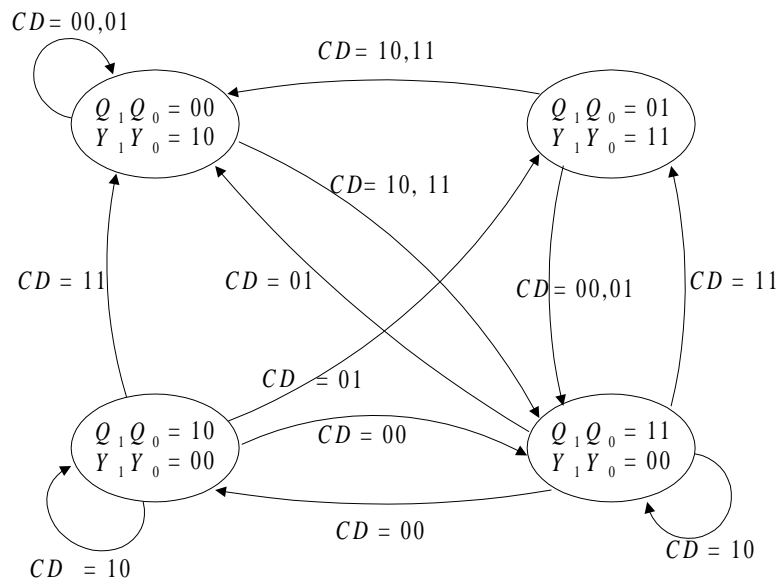 CD= 00,01
CD= 10,11
Q₁Q₀ = 00
Y₁Y₀ = 10
Q₁Q₀ = 01
Y₁Y₀ = 11
CD= 10, 11
CD = 11
CD = 01
CD= 00,01
CD = 11
CD = 01
Q₁Q₀ = 10
Y₁Y₀ = 00
CD = 00
Q₁Q₀ = 11
Y₁Y₀ = 00
CD = 00
CD = 10
CD = 10